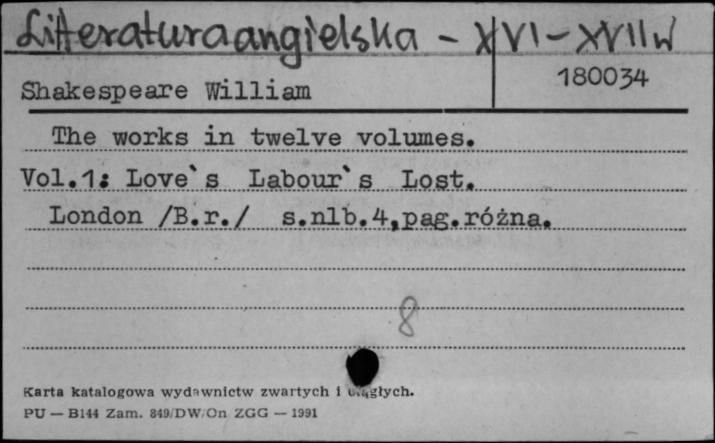 Litteratura angielska - XVI - XVII w
180034
Shakespeare William
The works in twelve volumes.
Vol.1: Love`s Labour`s Lost.
London /B.r./ s.nlb.4,pag.różna.
8
Karta katalogowa wydawnictw zwartych i ciągłych.
PU — B144 Zam. 849/DW/On ZGG — 1991